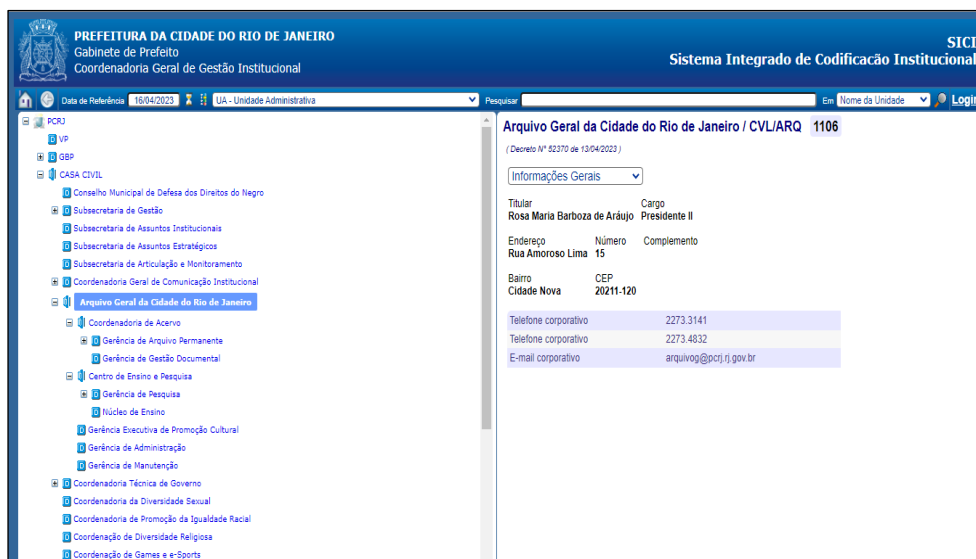 PREFEITURA DA CIDADE DO RIO DE JANEIRO
Gabinete de Prefeito
Coordenadoria Geral de Gestão Institucional
SICI
Sistema Integrado de Codificacão Institucional
Data de Referência 16/04/2023 UA - Unidade Administrativa Pesquisar Em Nome da Unidade Login
PCRJ
VP
GBP
CASA CIVIL
Conselho Municipal de Defesa dos Direitos do Negro
Subsecretaria de Gestão
Subsecretaria de Assuntos Institucionais
Subsecretaria de Assuntos Estratégicos
Subsecretaria de Articulação e Monitoramento
Coordenadoria Geral de Comunicação Institucional
Arquivo Geral da Cidade do Rio de Janeiro
Coordenadoria de Acervo
Gerência de Arquivo Permanente
Gerência de Gestão Documental
Centro de Ensino e Pesquisa
Gerência de Pesquisa
Núcleo de Ensino
Gerência Executiva de Promoção Cultural
Gerência de Administração
Gerência de Manutenção
Coordenadoria Técnica de Governo
Coordenadoria da Diversidade Sexual
Coordenadoria de Promoção da Igualdade Racial
Coordenação de Diversidade Religiosa
Coordenação de Games e e-Sports
Arquivo Geral da Cidade do Rio de Janeiro / CVL/ARQ 1106
( Decreto Nº 52370 de 13/04/2023 )
Informações Gerais
Titular Cargo
Rosa Maria Barboza de Aráujo Presidente II
Endereço Número Complemento
Rua Amoroso Lima 15
Bairro CEP
Cidade Nova 20211-120
Telefone corporativo 2273.3141
Telefone corporativo 2273.4832
E-mail corporativo arquivog@pcrj.rj.gov.br